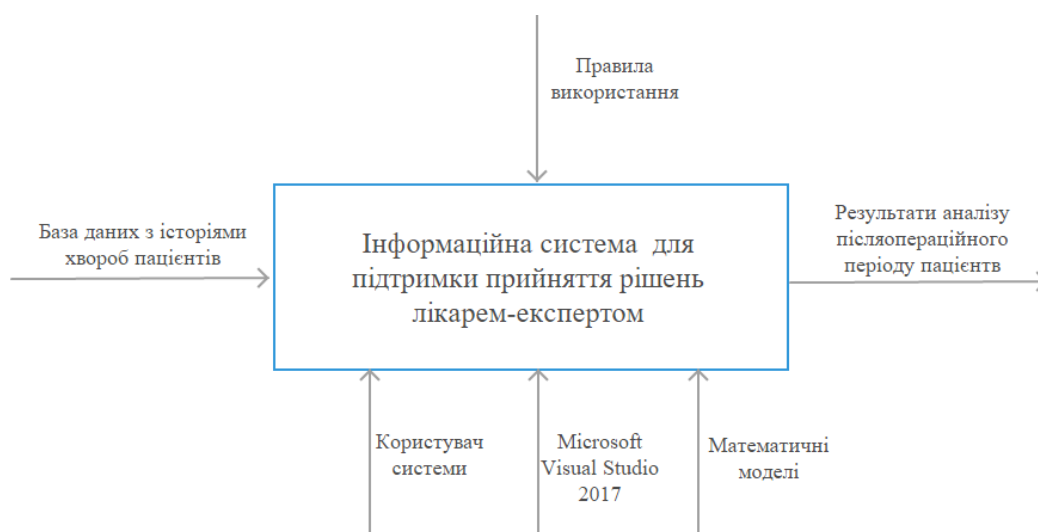 Правила
використання
База даних з історіями
хвороб пацієнтів
Інформаційна система для
підтримки прийняття рішень
лікарем-експертом
Результати аналізу
післяопераційного
періоду пацієнтв
Користувач
системи
Microsoft
Visual Studio
2017
Математичні
моделі